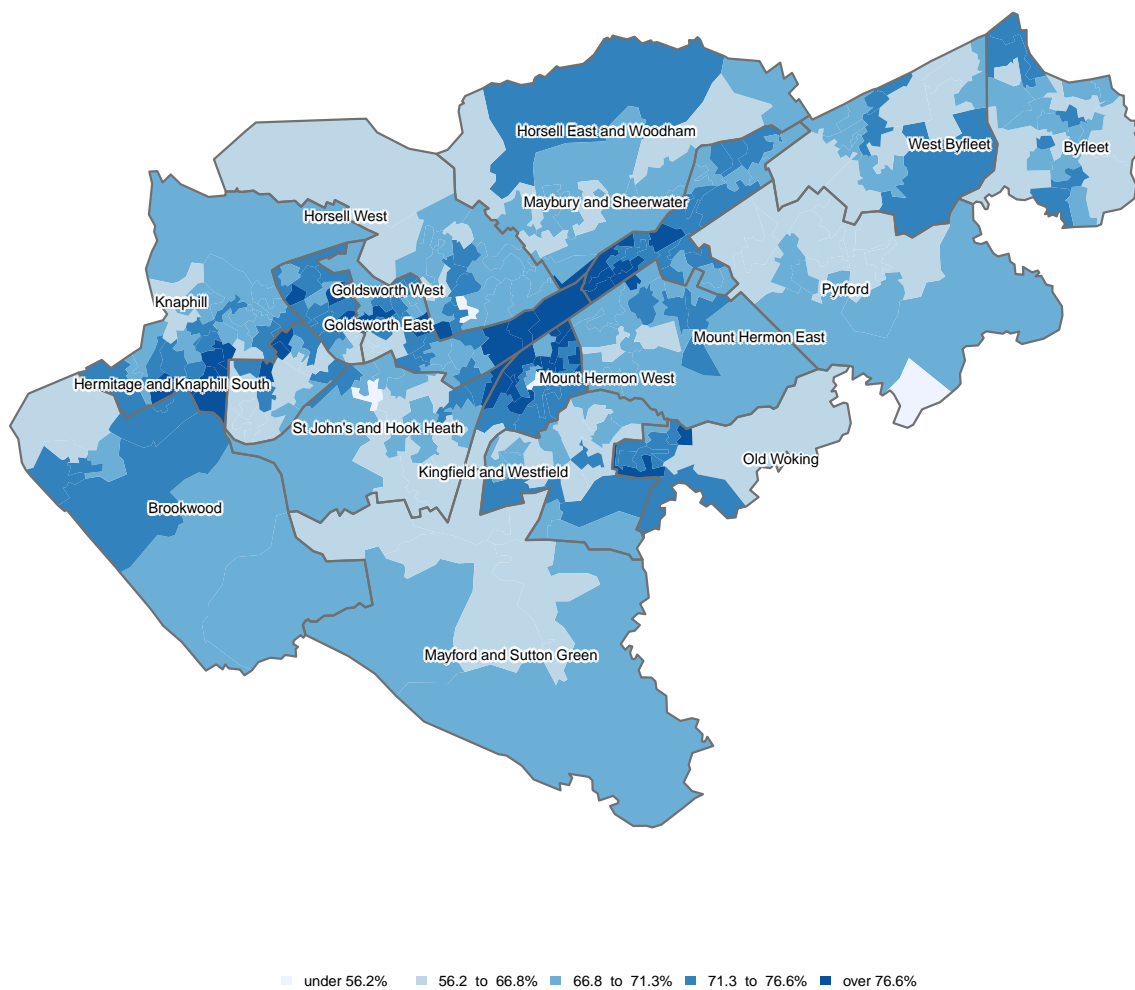 Horsell East and Woodham
West Byfleet
Byfleet
Maybury and Sheerwater
Horsell West
Goldsworth West
Pyrford
Knaphill
Goldsworth East
Mount Hermon East
Mount Hermon West
Hermitage and Knaphill South
St John's and Hook Heath
Old Woking
Kingfield and Westfield
Brookwood
Mayford and Sutton Green
under 56.2% 56.2 to 66.8% 66.8 to 71.3% 71.3 to 76.6% over 76.6%